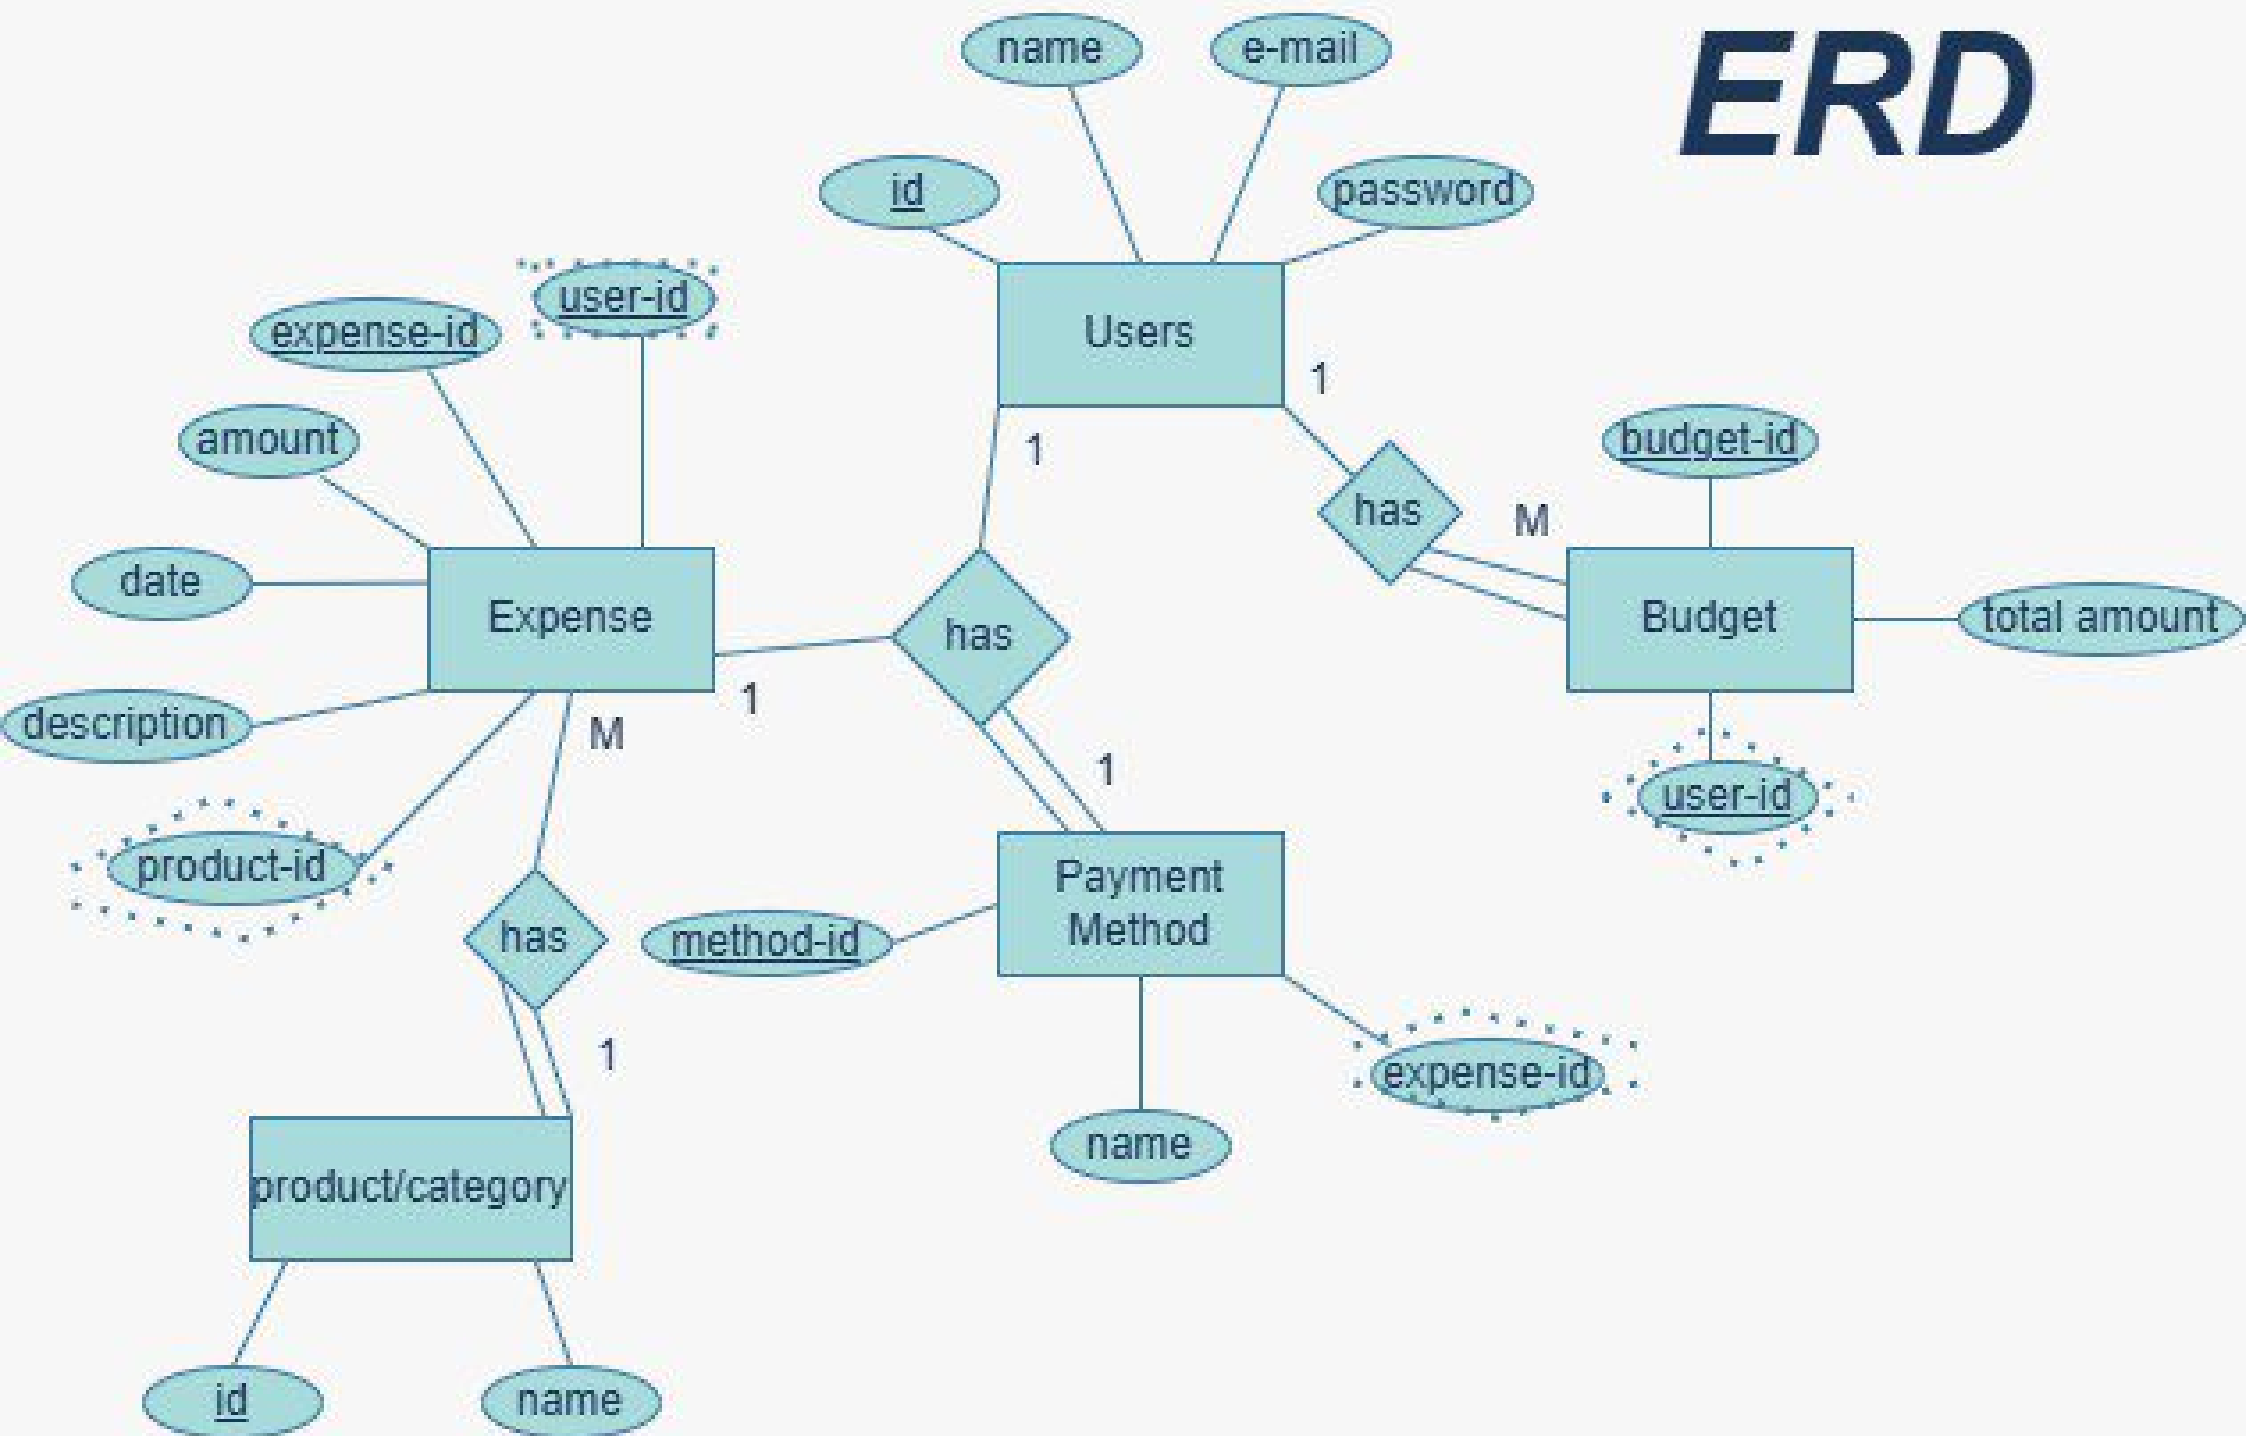 ERD
name
e-mail
id
password
user-id
expense-id
Users
1
1
amount
budget-id
has
M
date
Expense
has
Budget
total amount
1
M
description
1
user-id
product-id
Payment
Method
has
method-id
1
expense-id
name
product/category
id
name